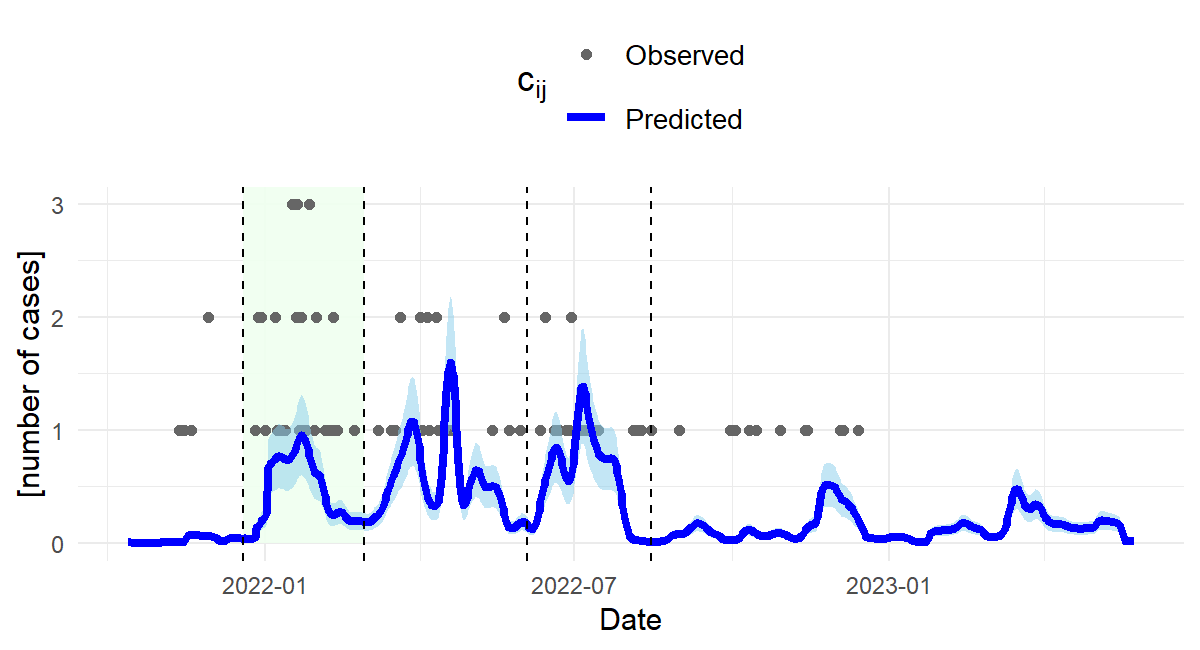 Observed
cij
Predicted
[number of cases]
3
2
1
0
2022-01
2022-07
2023-01
Date